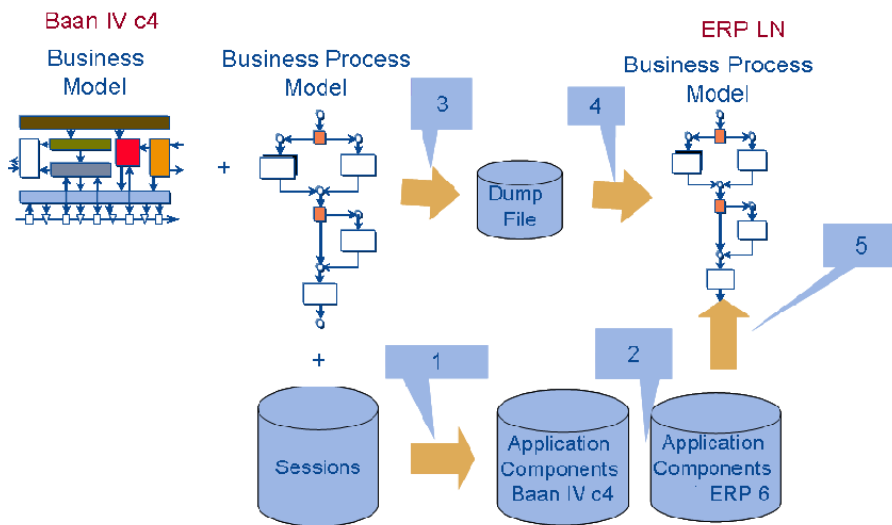 Baan IV c4
Business
Model
Business Process
Model
ERP LN
Business Process
Model
3
4
Dump
File
5
1
2
Sessions
Application
Components
Baan IV c4
Application
Components
ERP 6
+
+